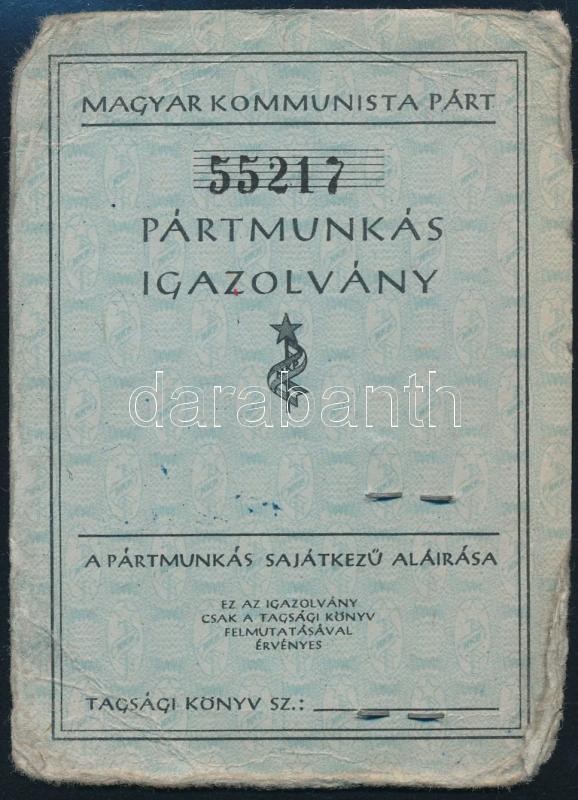 MAGYAR KOMMUNISTA PÁRT
55217
PÁRTMUNKÁS
IGAZOLVÁNY
darabanth
A PÁRTMUNKÁS SAJÁTKEZŰ ALÁIRÁSA
EZ AZ IGAZOLVÁNY
CSAK A TAGSÁGI KÖNYV
FELMUTATÁSÁVAL
ÉRVÉNYES
TAGSÁGI KÖNYV SZ.: